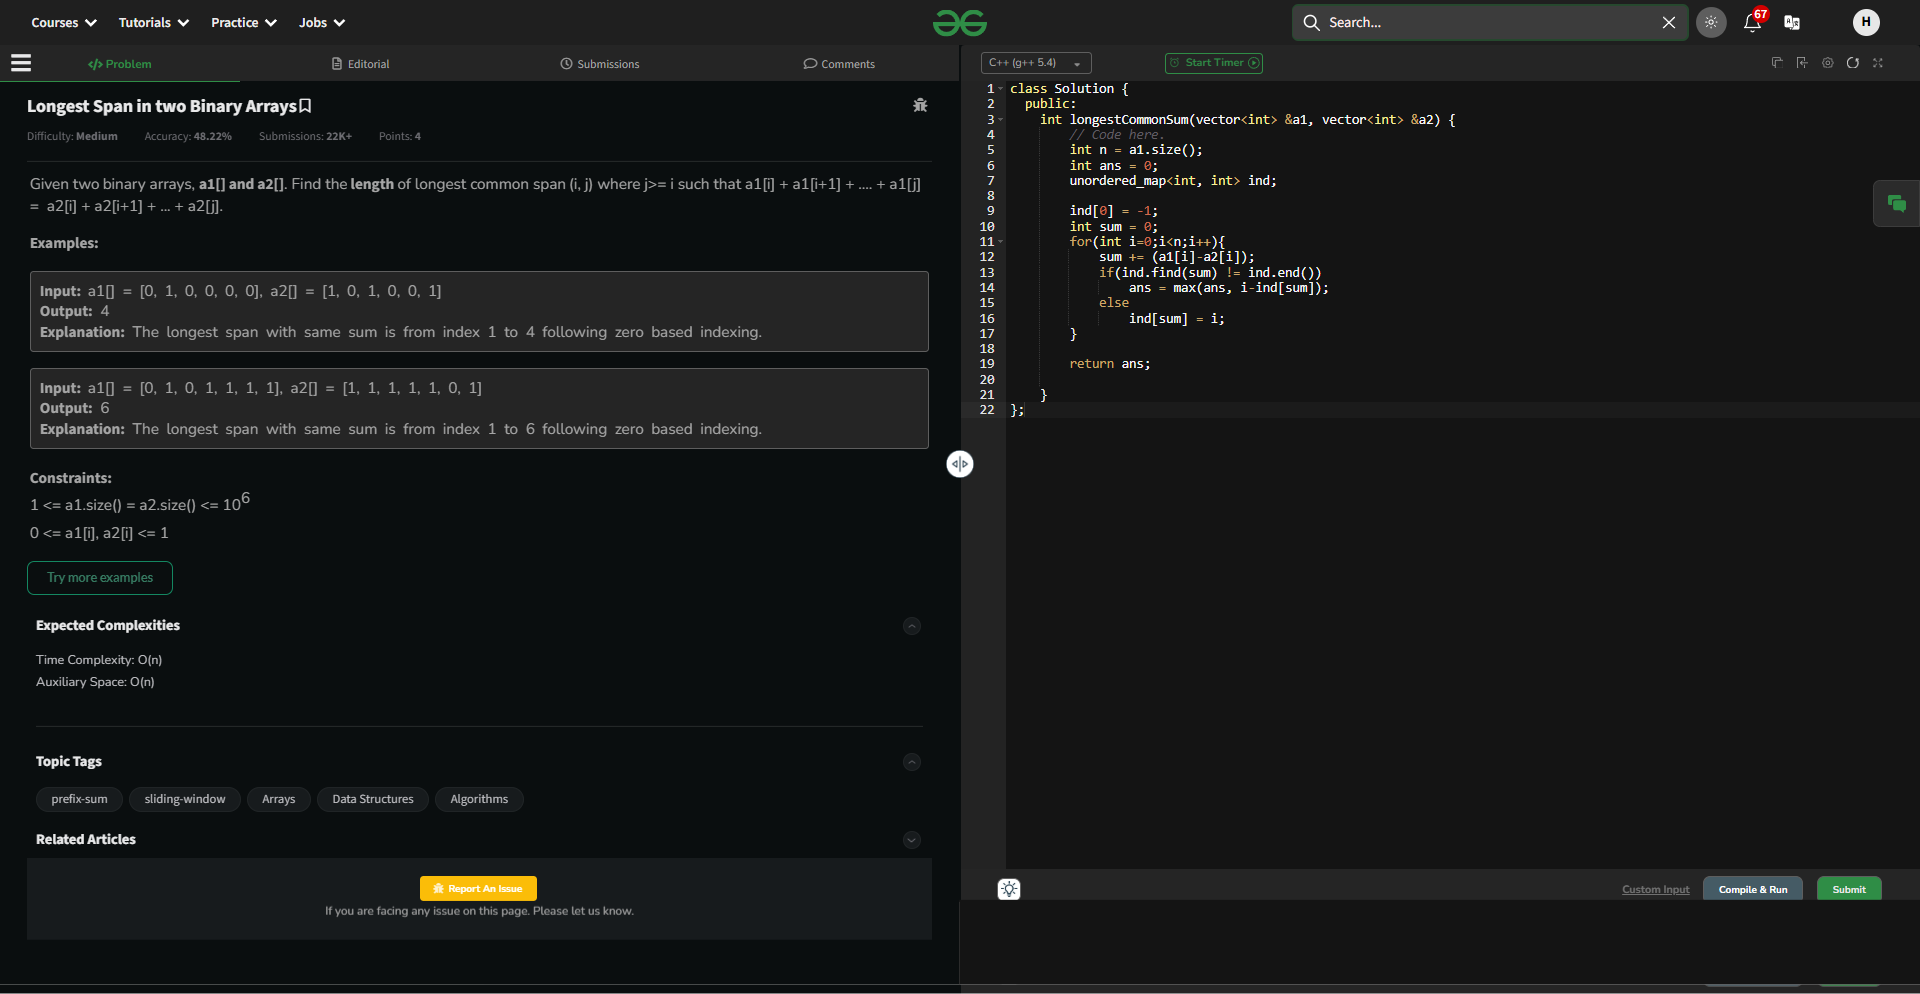 Courses Tutorials Practice Jobs Search... 67 H
Problem Editorial Submissions Comments
Longest Span in two Binary Arrays
Difficulty: Medium Accuracy: 48.22% Submissions: 22K+ Points: 4
Given two binary arrays, a1[] and a2[]. Find the length of longest common span (i, j) where j>= i such that a1[i] + a1[i+1] + .... + a1[j]
= a2[i] + a2[i+1] + ... + a2[j].
Examples:
Input: a1[] = [0, 1, 0, 0, 0, 0], a2[] = [1, 0, 1, 0, 0, 1]
Output: 4
Explanation: The longest span with same sum is from index 1 to 4 following zero based indexing.
Input: a1[] = [0, 1, 0, 1, 1, 1, 1], a2[] = [1, 1, 1, 1, 1, 0, 1]
Output: 6
Explanation: The longest span with same sum is from index 1 to 6 following zero based indexing.
Constraints:
1 <= a1.size() = a2.size() <= 10⁶
0 <= a1[i], a2[i] <= 1
Try more examples
Expected Complexities
Time Complexity: O(n)
Auxiliary Space: O(n)
Topic Tags
prefix-sum sliding-window Arrays Data Structures Algorithms
Related Articles
Report An Issue
If you are facing any issue on this page. Please let us know.
C++ (g++ 5.4) Start Timer
1 class Solution {
2 public:
3 int longestCommonSum(vector<int> &a1, vector<int> &a2) {
4 // Code here.
5 int n = a1.size();
6 int ans = 0;
7 unordered_map<int, int> ind;
8
9 ind[0] = -1;
10 int sum = 0;
11 for(int i=0;i<n;i++){
12 sum += (a1[i]-a2[i]);
13 if(ind.find(sum) != ind.end())
14 ans = max(ans, i-ind[sum]);
15 else
16 ind[sum] = i;
17 }
18
19 return ans;
20
21 }
22 };
Custom Input Compile & Run Submit